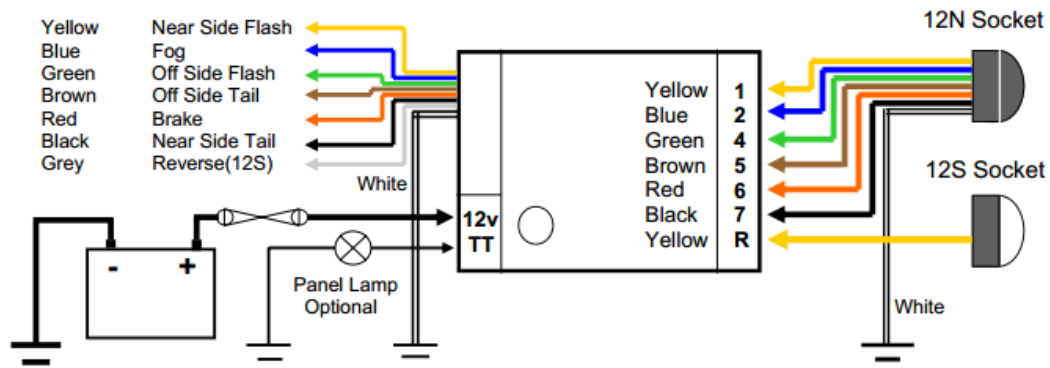 12N Socket
Yellow Near Side Flash
Blue Fog
Green Off Side Flash
Brown Off Side Tail
Red Brake
Black Near Side Tail
Grey Reverse(12S)
White
Yellow 1
Blue 2
Green 4
Brown 5
Red 6
Black 7
Yellow R
12S Socket
12v
TT
- +
Panel Lamp
Optional
White